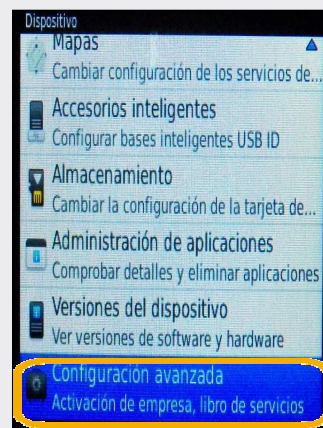 Dispositivo
Mapas
Cambiar configuración de los servicios de...
Accesorios inteligentes
Configurar bases inteligentes USB ID
Almacenamiento
Cambiar la configuración de la tarjeta de...
Administración de aplicaciones
Comprobar detalles y eliminar aplicaciones
Versiones del dispositivo
Ver versiones de software y hardware
Configuración avanzada
Activación de empresa, libro de servicios